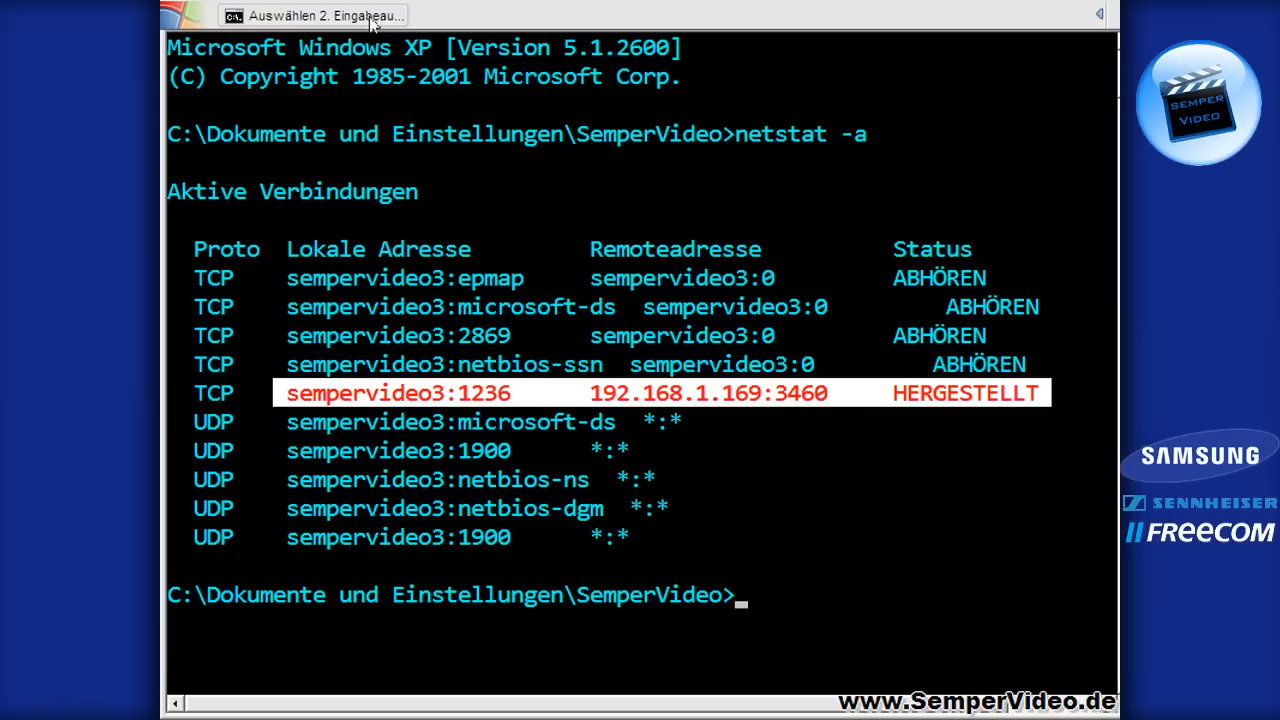 Auswählen 2. Eingabeau...
Microsoft Windows XP [Version 5.1.2600]
(C) Copyright 1985-2001 Microsoft Corp.
C:\Dokumente und Einstellungen\SemperVideo>netstat -a
Aktive Verbindungen
Proto Lokale Adresse Remoteadresse Status
TCP sempervideo3:epmap sempervideo3:0 ABHÖREN
TCP sempervideo3:microsoft-ds sempervideo3:0 ABHÖREN
TCP sempervideo3:2869 sempervideo3:0 ABHÖREN
TCP sempervideo3:netbios-ssn sempervideo3:0 ABHÖREN
TCP sempervideo3:1236 192.168.1.169:3460 HERGESTELLT
UDP sempervideo3:microsoft-ds *:*
UDP sempervideo3:1900 *:*
UDP sempervideo3:netbios-ns *:*
UDP sempervideo3:netbios-dgm *:*
UDP sempervideo3:1900 *:*
C:\Dokumente und Einstellungen\SemperVideo>_
www.SemperVideo.de
SEMPER
VIDEO
SAMSUNG
SENNHEISER
FREECOM